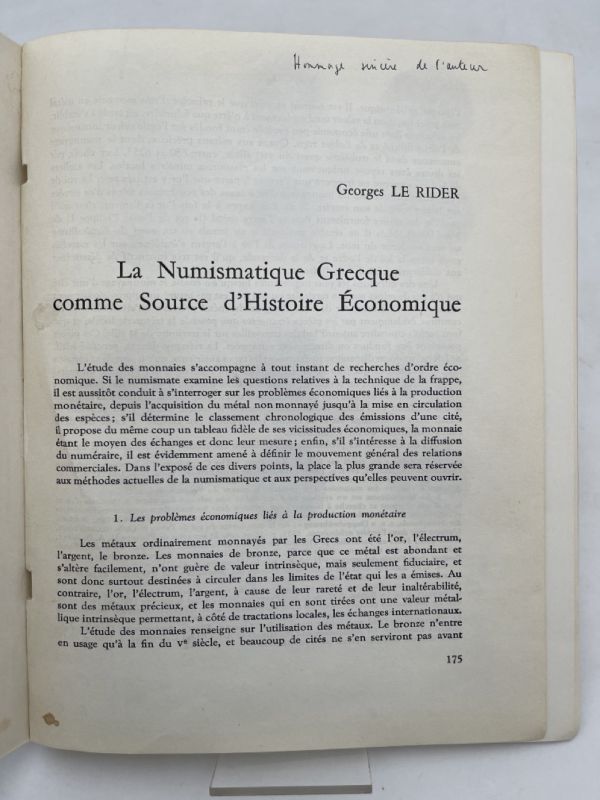 Hommage sincère de l'auteur
Georges LE RIDER
La Numismatique Grecque
comme Source d'Histoire Économique
L'étude des monnaies s'accompagne à tout instant de recherches d'ordre éco-
nomique. Si le numismate examine les questions relatives à la technique de la frappe,
il est aussitôt conduit à s'interroger sur les problèmes économiques liés à la production
monétaire, depuis l'acquisition du métal non monnayé jusqu'à la mise en circulation
des espèces ; s'il détermine le classement chronologique des émissions d'une cité,
il propose du même coup un tableau fidèle de ses vicissitudes économiques, la monnaie
étant le moyen des échanges et donc leur mesure ; enfin, s'il s'intéresse à la diffusion
du numéraire, il est évidemment amené à définir le mouvement général des relations
commerciales. Dans l'exposé de ces divers points, la place la plus grande sera réservée
aux méthodes actuelles de la numismatique et aux perspectives qu'elles peuvent ouvrir.
1. Les problèmes économiques liés à la production monétaire
Les métaux ordinairement monnayés par les Grecs ont été l'or, l'électrum,
l'argent, le bronze. Les monnaies de bronze, parce que ce métal est abondant et
s'altère facilement, n'ont guère de valeur intrinsèque, mais seulement fiduciaire, et
sont donc surtout destinées à circuler dans les limites de l'état qui les a émises. Au
contraire, l'or, l'électrum, l'argent, à cause de leur rareté et de leur inaltérabilité,
sont des métaux précieux, et les monnaies qui en sont tirées ont une valeur métal-
lique intrinsèque permettant, à côté de tractations locales, les échanges internationaux.
L'étude des monnaies renseigne sur l'utilisation des métaux. Le bronze n'entre
en usage qu'à la fin du Ve siècle, et beaucoup de cités ne s'en serviront pas avant
175